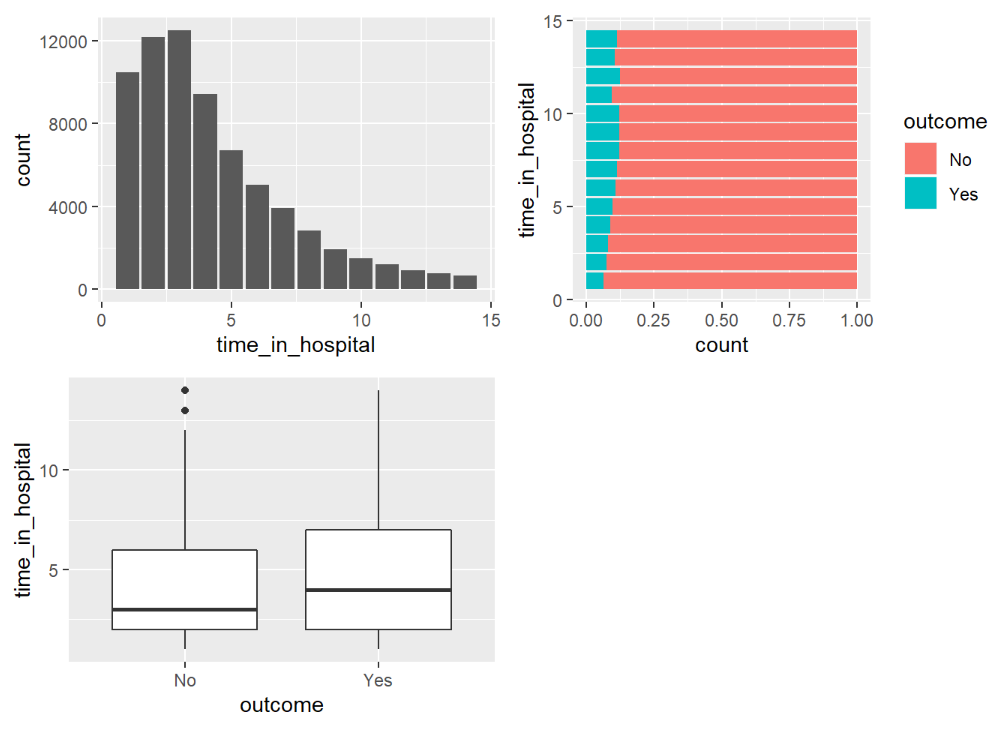 12000
8000
4000
0
count
0
5
10
15
time_in_hospital
15
10
5
0
time_in_hospital
0.00
0.25
0.50
0.75
1.00
count
outcome
No
Yes
10
5
time_in_hospital
No
Yes
outcome